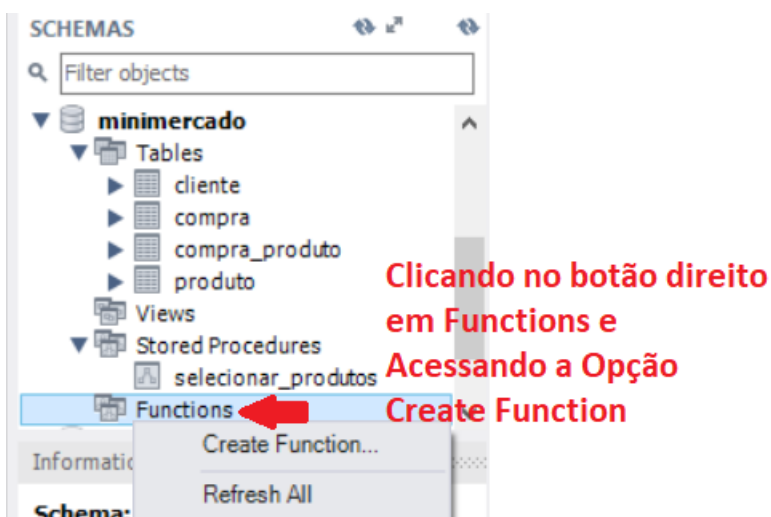 SCHEMAS
Filter objects
minimercado
Tables
cliente
compra
compra_produto
produto
Views
Stored Procedures
selecionar_produtos
Functions
Clicando no botão direito
em Functions e
Acessando a Opção
Create Function
Create Function...
Refresh All
Informatic
Schema: